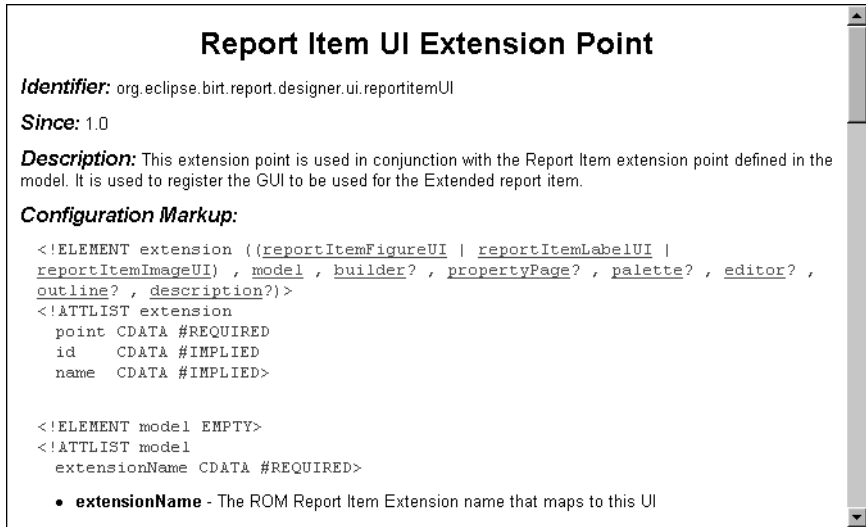 Report Item UI Extension Point
Identifier: org.eclipse.birt.report.designer.ui.reportitemUI
Since: 1.0
Description: This extension point is used in conjunction with the Report Item extension point defined in the
model. It is used to register the GUI to be used for the Extended report item.
Configuration Markup:
<!ELEMENT extension ((reportItemFigureUI | reportItemLabelUI |
reportItemImageUI) , model , builder? , propertyPage? , palette? , editor? ,
outline? , description?)>
<!ATTLIST extension
point CDATA #REQUIRED
id CDATA #IMPLIED
name CDATA #IMPLIED>
<!ELEMENT model EMPTY>
<!ATTLIST model
extensionName CDATA #REQUIRED>
• extensionName - The ROM Report Item Extension name that maps to this UI